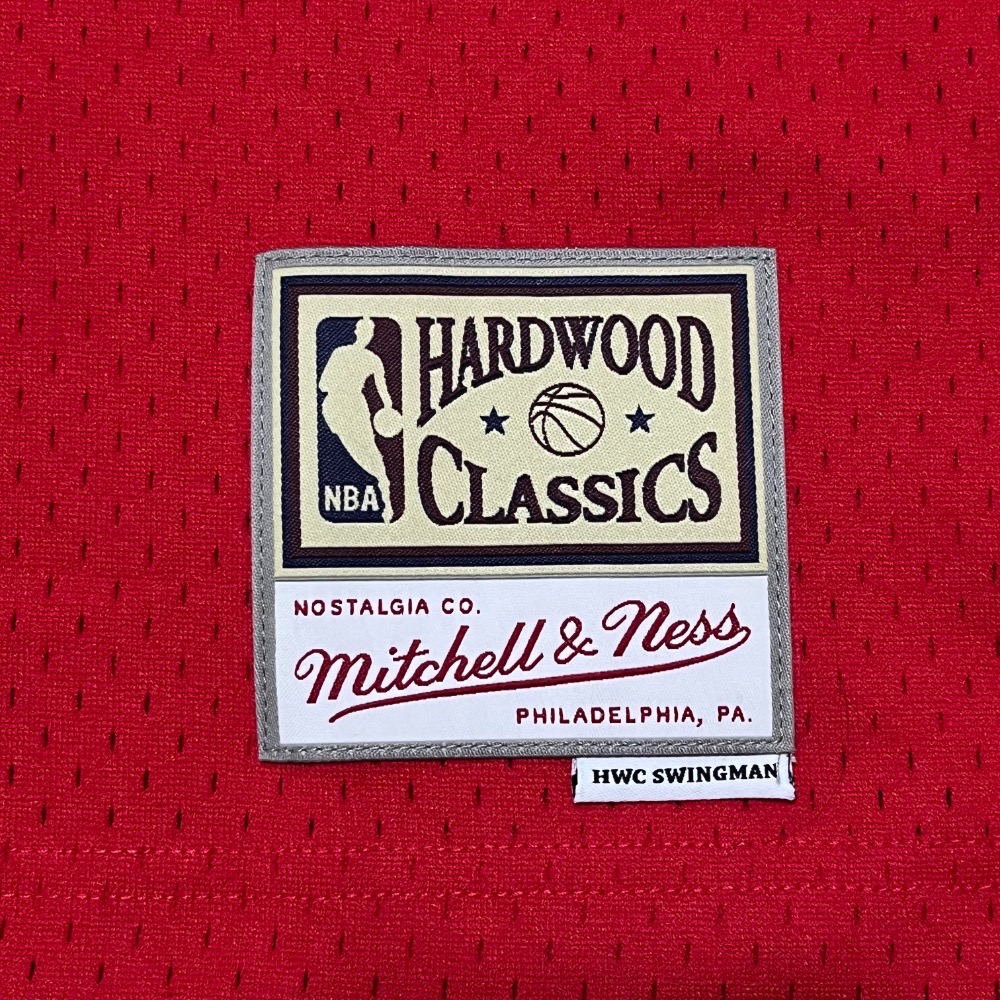 HARDWOOD
CLASSICS
NBA
NOSTALGIA CO.
Mitchell & Ness
PHILADELPHIA, PA.
HWC SWINGMAN